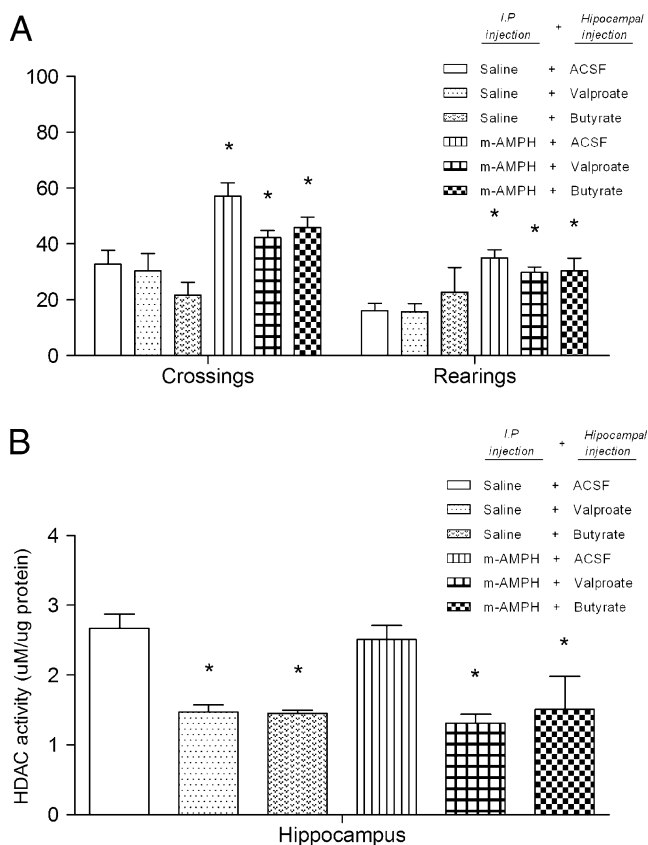 A
I.P injection + Hipocampal injection
Saline + ACSF
Saline + Valproate
Saline + Butyrate
m-AMPH + ACSF
m-AMPH + Valproate
m-AMPH + Butyrate
100
80
60
40
20
0
* * * * * *
Crossings Rearings
B
I.P injection + Hipocampal injection
Saline + ACSF
Saline + Valproate
Saline + Butyrate
m-AMPH + ACSF
m-AMPH + Valproate
m-AMPH + Butyrate
HDAC activity (uM/ug protein)
4
3
2
1
0
* * * *
Hippocampus